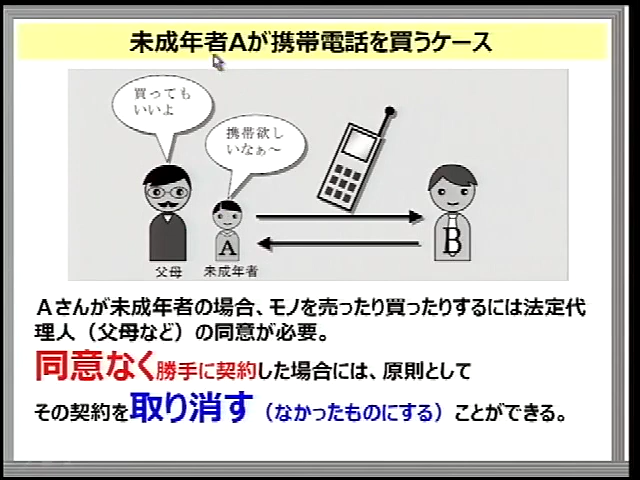 未成年者Aが携帯電話を買うケース
買っても
いいよ
携帯欲し
いなぁ～
A
B
父母
未成年者
Aさんが未成年者の場合、モノを売ったり買ったりするには法定代
理人（父母など）の同意が必要。
同意なく勝手に契約した場合には、原則として
その契約を取り消す（なかったものにする）ことができる。